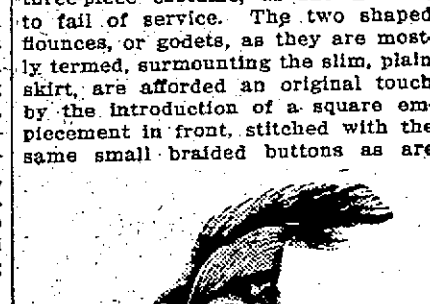 three-piece
to fail of service. The two shaped
flounces, or godets, as they are most-
ly termed, surmounting the slim, plain
skirt, are afforded an original touch
by the introduction of a square em-
piecement in front, stitched with the
same small braided buttons as are